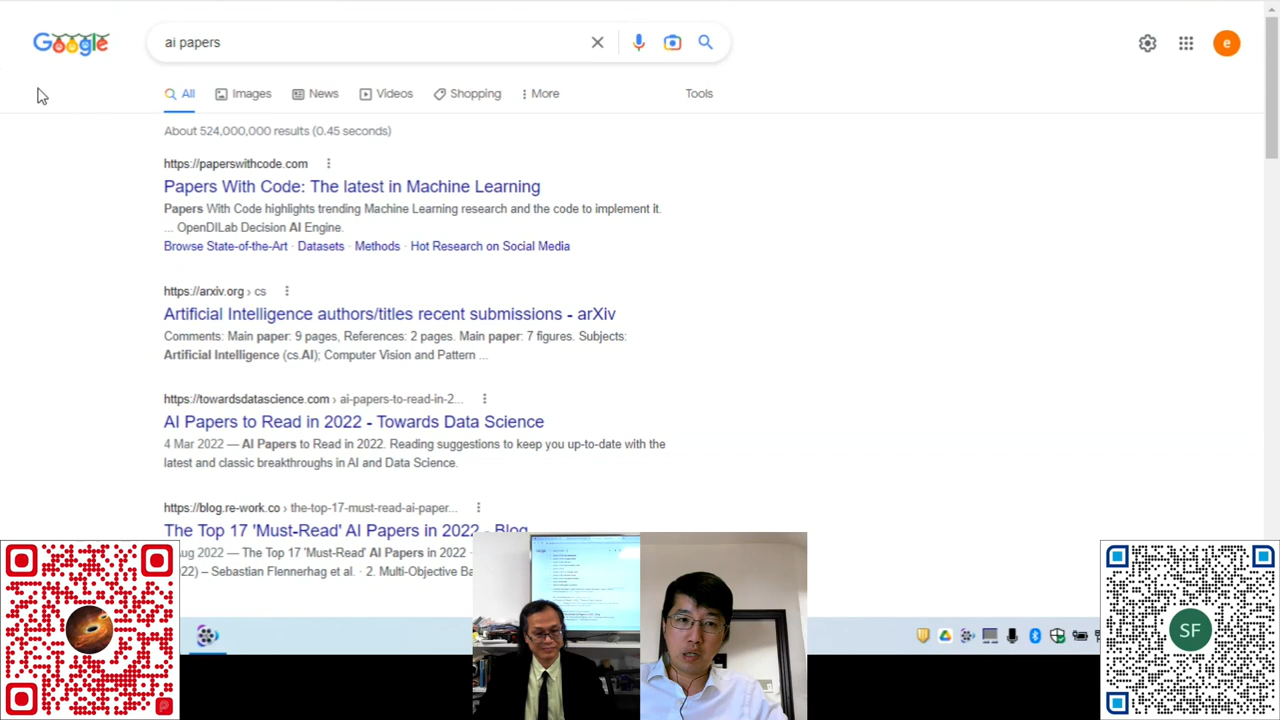 Google
ai papers
e
All
Images
News
Videos
Shopping
More
Tools
About 524,000,000 results (0.45 seconds)
https://paperswithcode.com
Papers With Code: The latest in Machine Learning
Papers With Code highlights trending Machine Learning research and the code to implement it.
... OpenDILab Decision AI Engine.
Browse State-of-the-Art · Datasets · Methods · Hot Research on Social Media
https://arxiv.org › cs
Artificial Intelligence authors/titles recent submissions - arXiv
Comments: Main paper: 9 pages, References: 2 pages. Main paper: 7 figures. Subjects:
Artificial Intelligence (cs.AI); Computer Vision and Pattern ...
https://towardsdatascience.com › ai-papers-to-read-in-2...
AI Papers to Read in 2022 - Towards Data Science
4 Mar 2022 — AI Papers to Read in 2022. Reading suggestions to keep you up-to-date with the
latest and classic breakthroughs in AI and Data Science.
https://blog.re-work.co › the-top-17-must-read-ai-paper...
The Top 17 'Must-Read' AI Papers in 2022 - Blog
ug 2022 — The Top 17 'Must-Read' AI Papers in 2022 -
22) – Sebastian Flennerhag et al. · 2. Multi-Objective Ba
SF